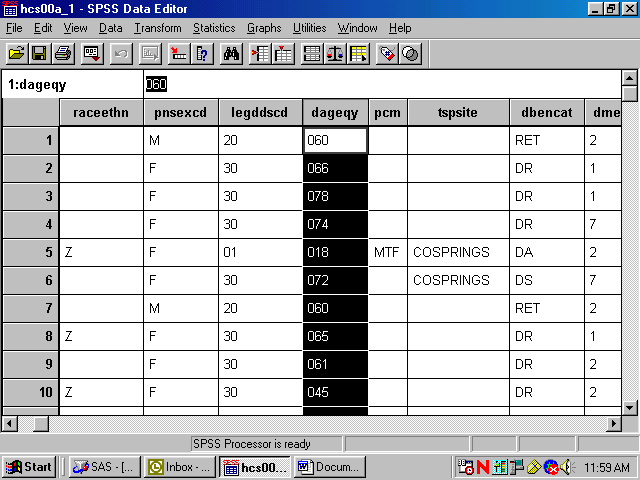 hcs00a_1 - SPSS Data Editor
File Edit View Data Transform Statistics Graphs Utilities Window Help
1:dageqy 060
raceethn pnsexcd legddscd dageqy pcm tspsite dbencat dme
1 M 20 060 RET 2
2 F 30 066 DR 1
3 F 30 078 DR 1
4 F 30 074 DR 7
5 Z F 01 018 MTF COSPRINGS DA 2
6 F 30 072 COSPRINGS DS 7
7 M 20 060 RET 2
8 Z F 30 065 DR 1
9 F 30 061 DR 2
10 Z F 30 045 DR 2
SPSS Processor is ready
Start SAS - [... Inbox - ... hcs00... Docum... 11:59 AM